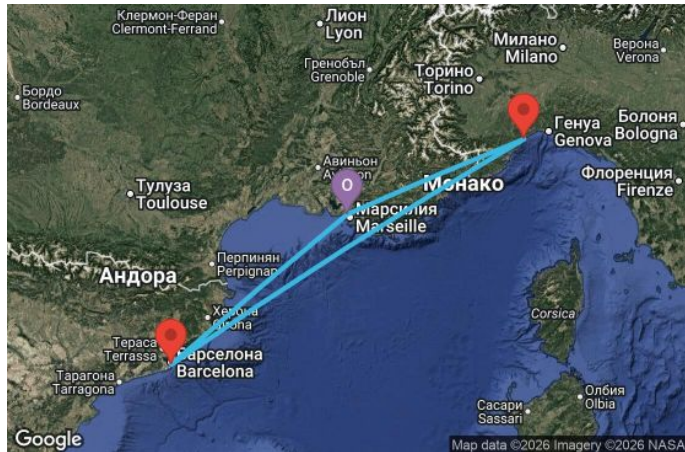 Клермон-Феран
Clermont-Ferrand
Лион
Lyon
Милано
Milano
Верона
Verona
Гренобъл
Grenoble
Торино
Torino
Бордо
Bordeaux
Генуа
Genova
Болоня
Bologna
Авиньон
Тулуза
Toulouse
Монако
Флоренция
Firenze
O
Марсилия
Marseille
Перпинян
Perpignan
Андора
Corsica
Тераса
Terrassa
Барселона
Barcelona
Тарагона
Tarragona
Сасари
Sassari
Олбия
Olbia
Google
Map data ©2026 Imagery ©2026 NASA